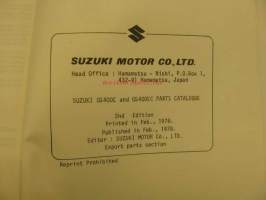 SUZUKI MOTOR CO.,LTD.
Head Office : Hamamatsu - Nishi, P.O.Box 1,
432-91 Hamamatsu, Japan
SUZUKI GS400C and GS400XC PARTS CATALOGUE
2nd Edition
Printed in Feb., 1978.
Published in Feb., 1978.
Editor : SUZUKI MOTOR Co., LTD.
Export parts section
Reprint Prohibited